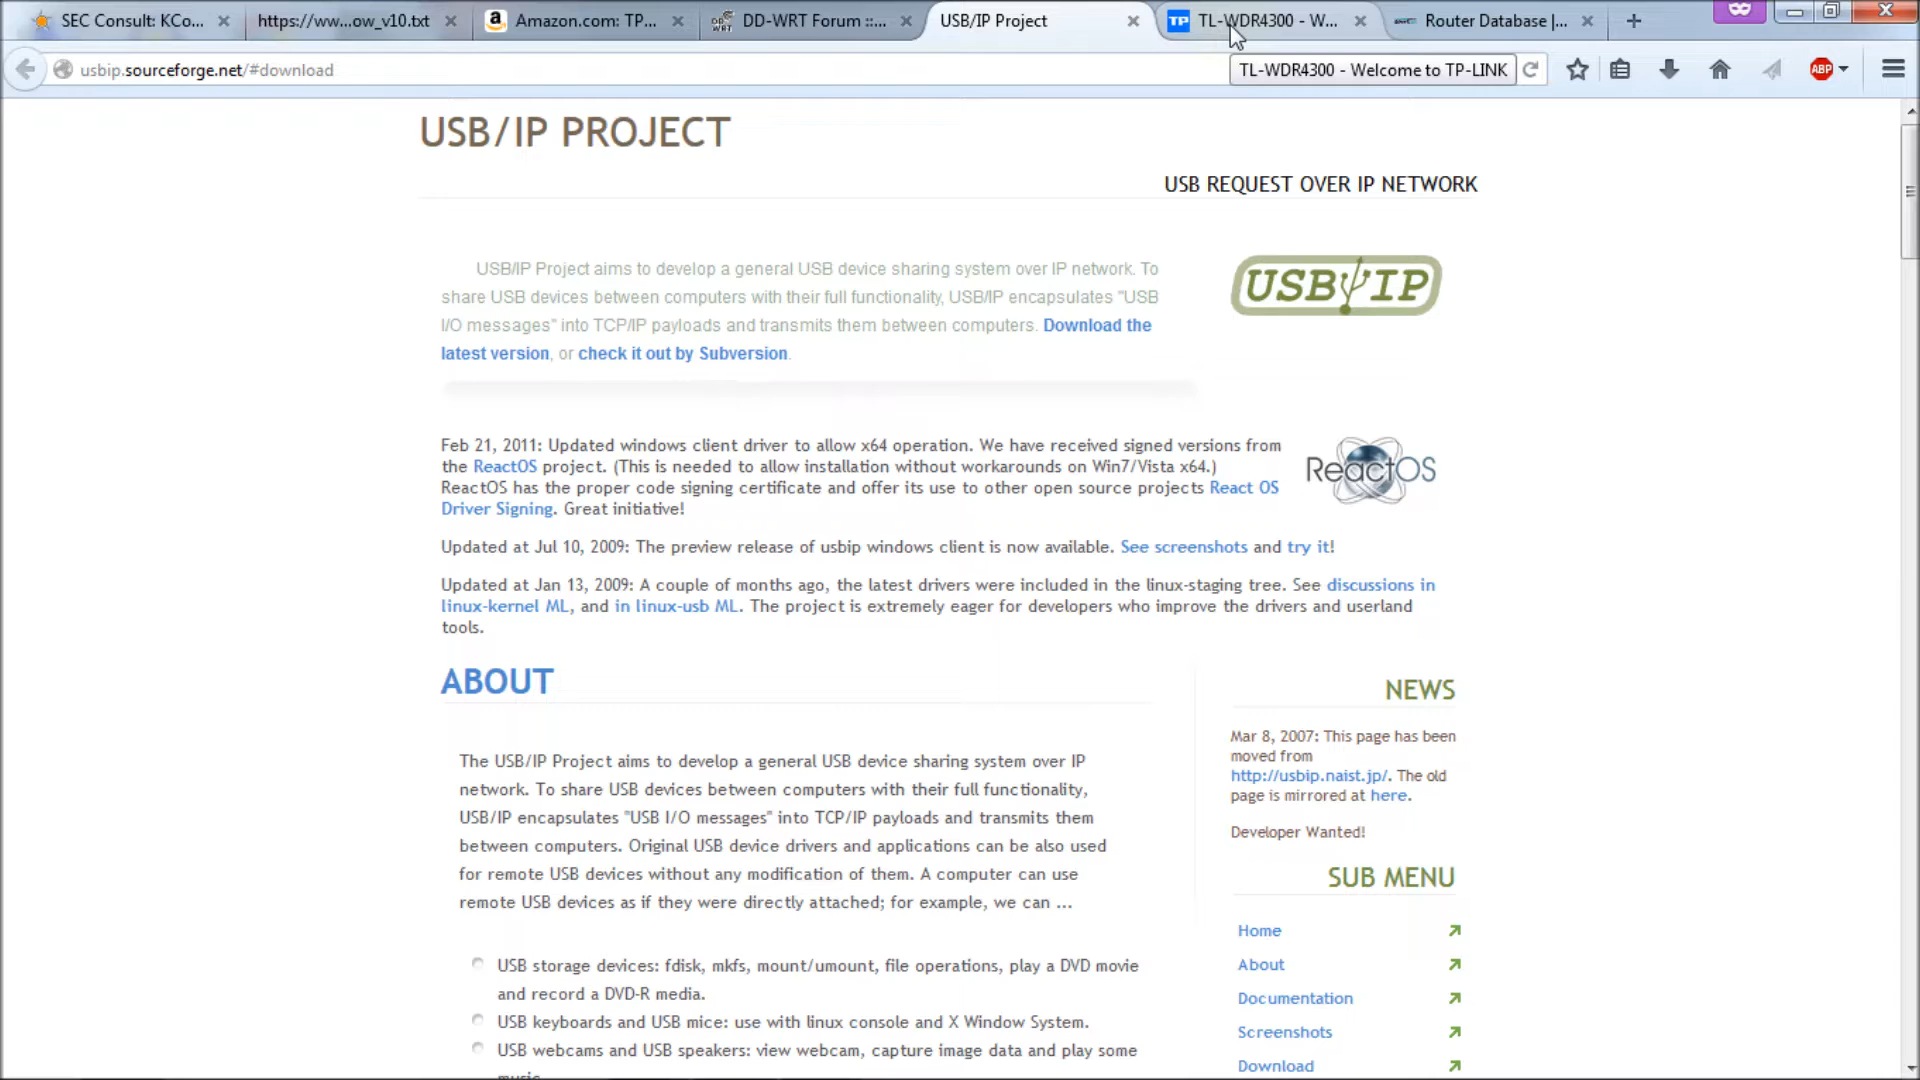 SEC Consult: KCo...
https://ww...ow_v10.txt
Amazon.com: TP...
DD-WRT Forum ::...
USB/IP Project
TP TL-WDR4300 - W...
Router Database |...
usbip.sourceforge.net/#download
TL-WDR4300 - Welcome to TP-LINK
ABP
USB/IP PROJECT
USB REQUEST OVER IP NETWORK
USB/IP Project aims to develop a general USB device sharing system over IP network. To
share USB devices between computers with their full functionality, USB/IP encapsulates "USB
I/O messages" into TCP/IP payloads and transmits them between computers. Download the
latest version, or check it out by Subversion.
USB IP
Feb 21, 2011: Updated windows client driver to allow x64 operation. We have received signed versions from
the ReactOS project. (This is needed to allow installation without workarounds on Win7/Vista x64.)
ReactOS has the proper code signing certificate and offer its use to other open source projects React OS
Driver Signing. Great initiative!
ReactOS
Updated at Jul 10, 2009: The preview release of usbip windows client is now available. See screenshots and try it!
Updated at Jan 13, 2009: A couple of months ago, the latest drivers were included in the linux-staging tree. See discussions in
linux-kernel ML, and in linux-usb ML. The project is extremely eager for developers who improve the drivers and userland
tools.
ABOUT
The USB/IP Project aims to develop a general USB device sharing system over IP
network. To share USB devices between computers with their full functionality,
USB/IP encapsulates "USB I/O messages" into TCP/IP payloads and transmits them
between computers. Original USB device drivers and applications can be also used
for remote USB devices without any modification of them. A computer can use
remote USB devices as if they were directly attached; for example, we can ...
USB storage devices: fdisk, mkfs, mount/umount, file operations, play a DVD movie
and record a DVD-R media.
USB keyboards and USB mice: use with linux console and X Window System.
USB webcams and USB speakers: view webcam, capture image data and play some
music.
NEWS
Mar 8, 2007: This page has been
moved from
http://usbip.naist.jp/. The old
page is mirrored at here.
Developer Wanted!
SUB MENU
Home
About
Documentation
Screenshots
Download